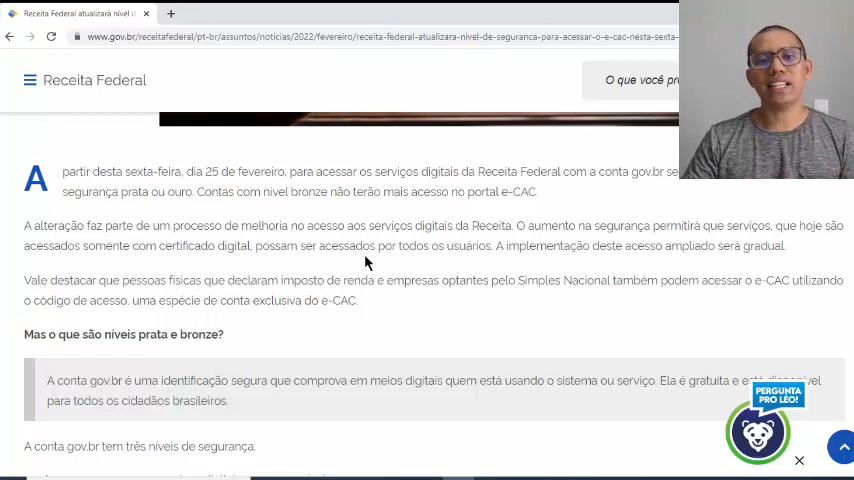 Receita Federal atualizará nível d
www.gov.br/receitafederal/pt-br/assuntos/noticias/2022/fevereiro/receita-federal-atualizara-nivel-de-seguranca-para-acessar-o-e-cac-nesta-sexta-
Receita Federal
O que você pr
A partir desta sexta-feira, dia 25 de fevereiro, para acessar os serviços digitais da Receita Federal com a conta gov.br se
segurança prata ou ouro. Contas com nível bronze não terão mais acesso no portal e-CAC.
A alteração faz parte de um processo de melhoria no acesso aos serviços digitais da Receita. O aumento na segurança permitirá que serviços, que hoje são
acessados somente com certificado digital, possam ser acessados por todos os usuários. A implementação deste acesso ampliado será gradual.
Vale destacar que pessoas físicas que declaram imposto de renda e empresas optantes pelo Simples Nacional também podem acessar o e-CAC utilizando
o código de acesso, uma espécie de conta exclusiva do e-CAC.
Mas o que são níveis prata e bronze?
A conta gov.br é uma identificação segura que comprova em meios digitais quem está usando o sistema ou serviço. Ela é gratuita e está disponível
para todos os cidadãos brasileiros.
PERGUNTA
PRO LÉO!
A conta gov.br tem três níveis de segurança: